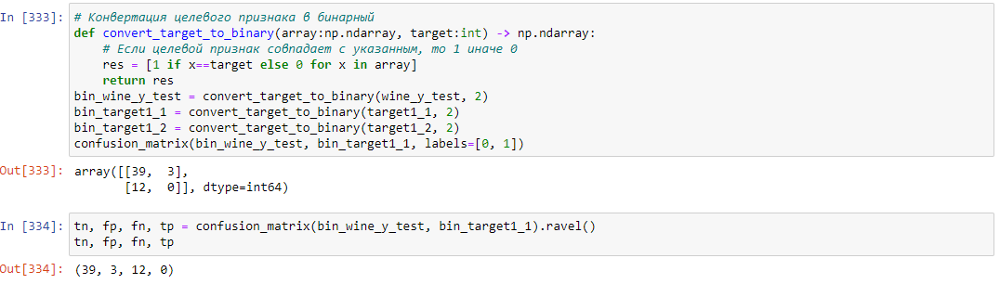 In [333]: # Конвертация целевого признака в бинарный
def convert_target_to_binary(array:np.ndarray, target:int) -> np.ndarray:
    # Если целевой признак совпадает с указанным, то 1 иначе 0
    res = [1 if x==target else 0 for x in array]
    return res
bin_wine_y_test = convert_target_to_binary(wine_y_test, 2)
bin_target1_1 = convert_target_to_binary(target1_1, 2)
bin_target1_2 = convert_target_to_binary(target1_2, 2)
confusion_matrix(bin_wine_y_test, bin_target1_1, labels=[0, 1])
Out[333]: array([[39,  3],
       [12,  0]], dtype=int64)
In [334]: tn, fp, fn, tp = confusion_matrix(bin_wine_y_test, bin_target1_1).ravel()
tn, fp, fn, tp
Out[334]: (39, 3, 12, 0)